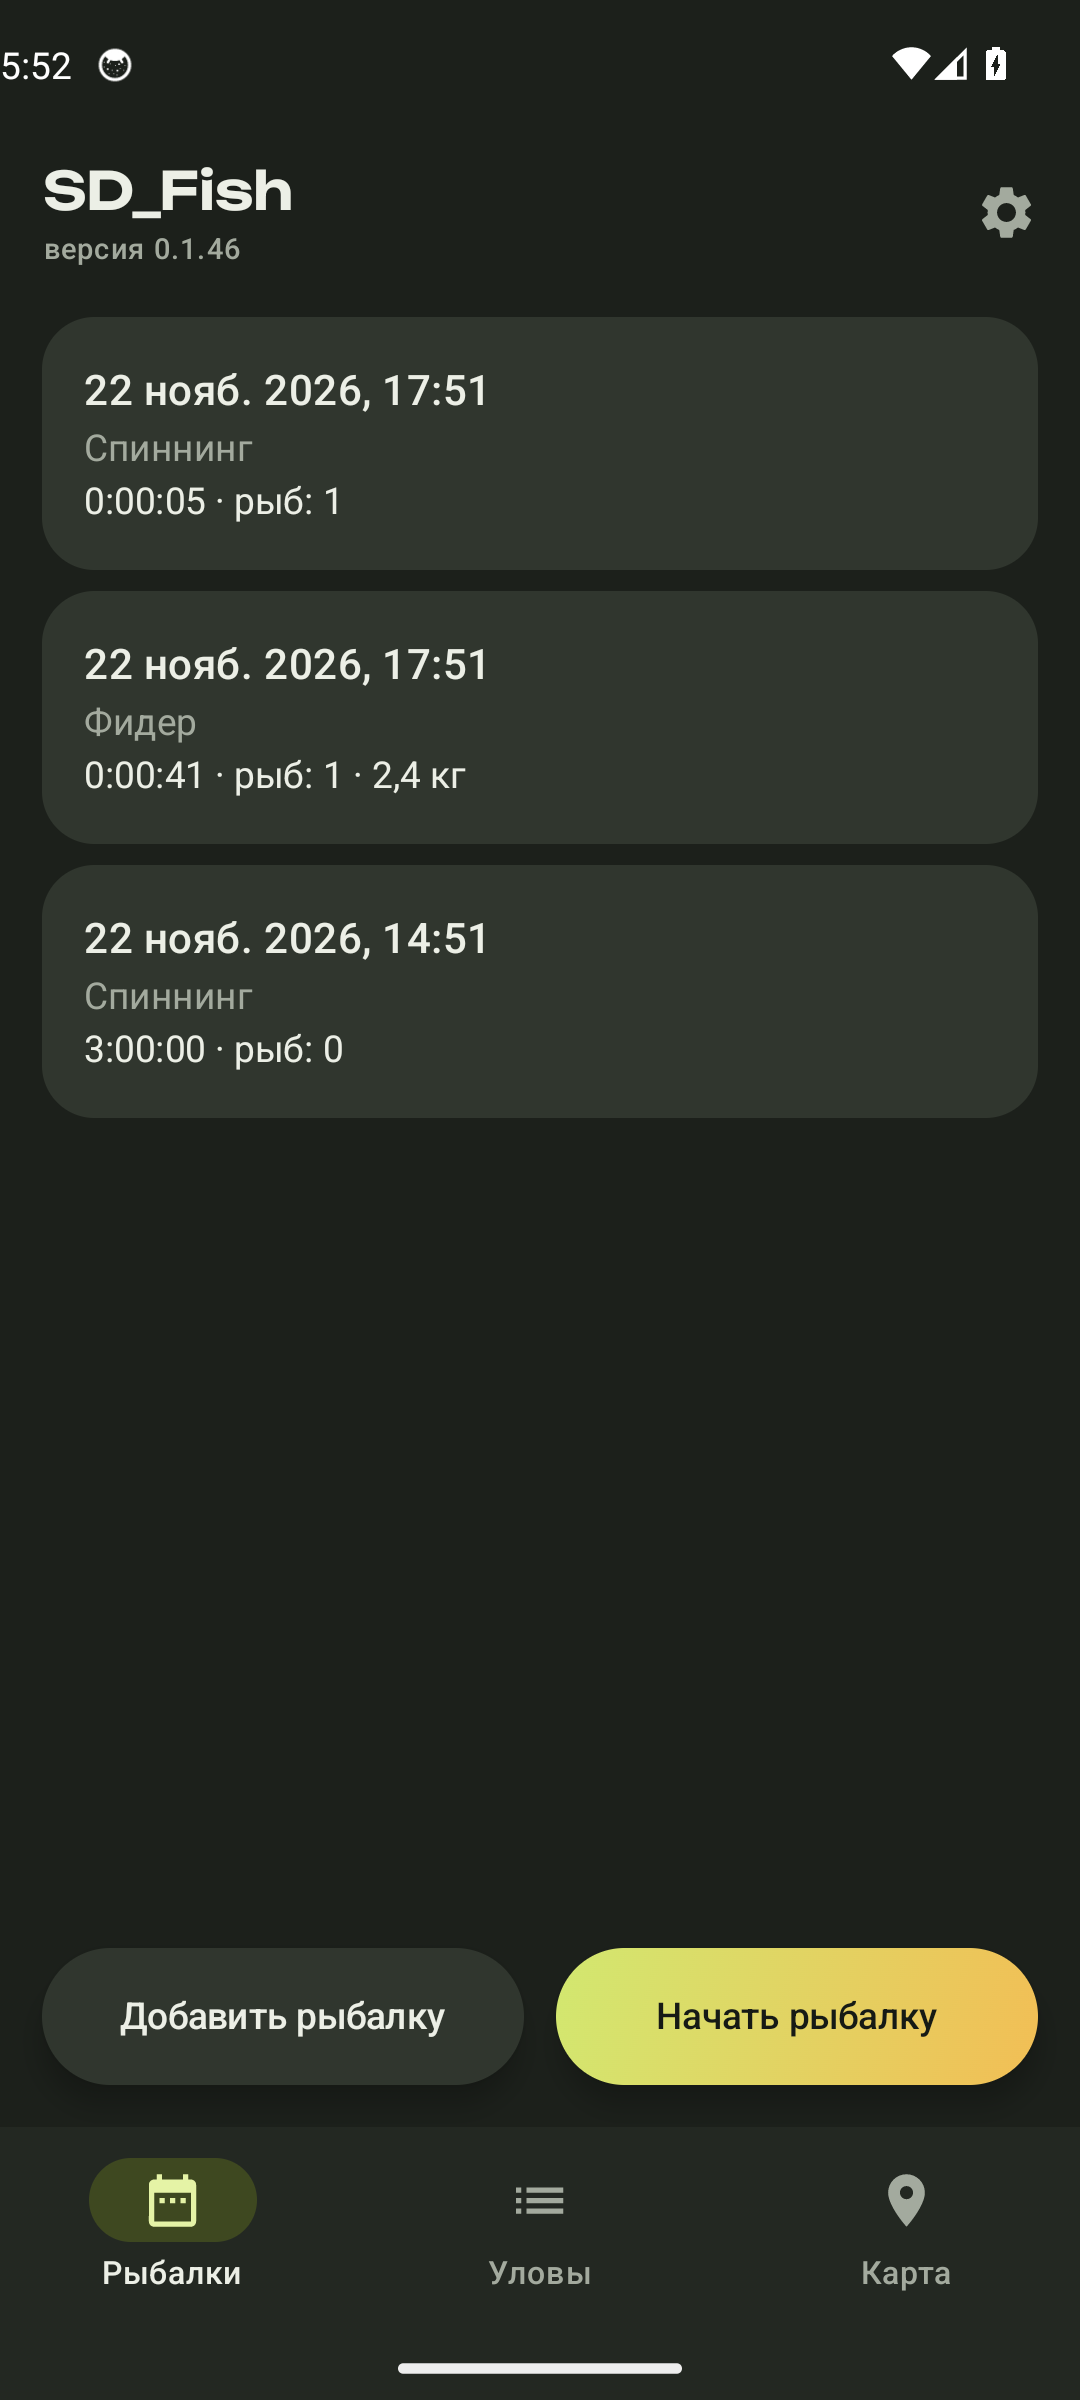 5:52
SD_Fish
версия 0.1.46
22 нояб. 2026, 17:51
Спиннинг
0:00:05 · рыб: 1
22 нояб. 2026, 17:51
Фидер
0:00:41 · рыб: 1 · 2,4 кг
22 нояб. 2026, 14:51
Спиннинг
3:00:00 · рыб: 0
Добавить рыбалку
Начать рыбалку
Рыбалки
Уловы
Карта